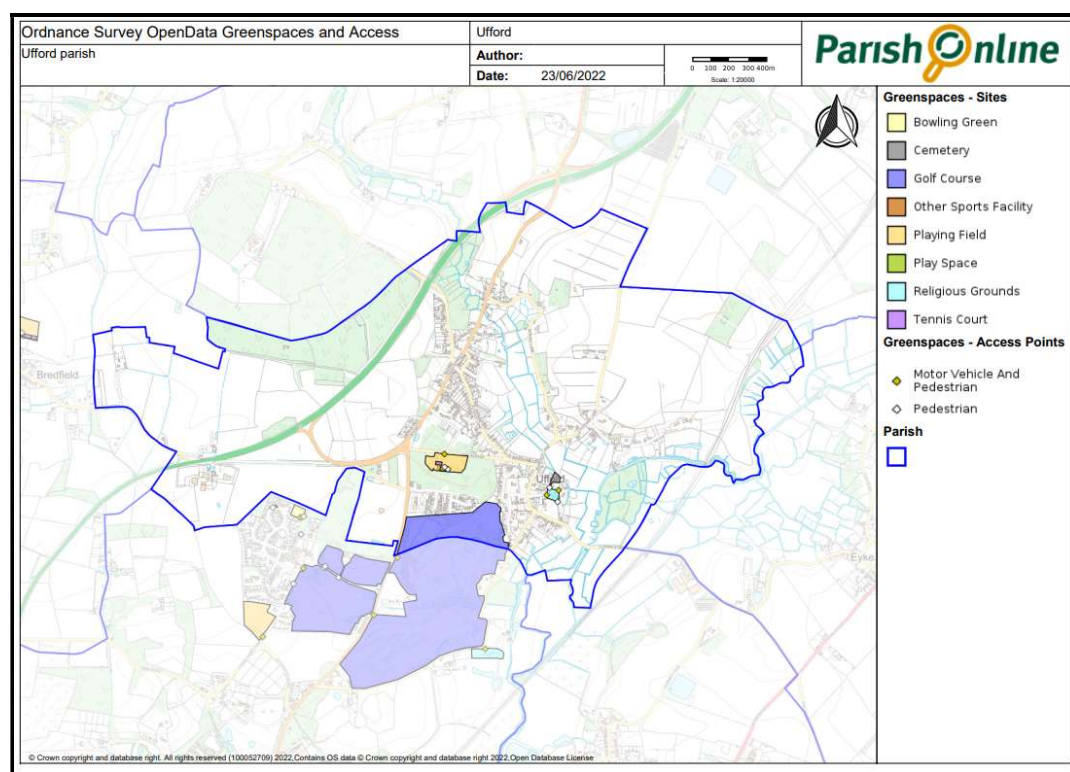 Ordnance Survey OpenData Greenspaces and Access
Ufford parish
Ufford
Author:
Date: 23/06/2022
0 100 200 300 400m
Scale: 1:20000
Parish Online
Greenspaces - Sites
Bowling Green
Cemetery
Golf Course
Other Sports Facility
Playing Field
Play Space
Religious Grounds
Tennis Court
Greenspaces - Access Points
Motor Vehicle And
Pedestrian
Pedestrian
Parish
Bredfield
Ufford
Eyke
© Crown copyright and database right. All rights reserved (100052709) 2022,Contains OS data © Crown copyright and database right 2022,Open Database License